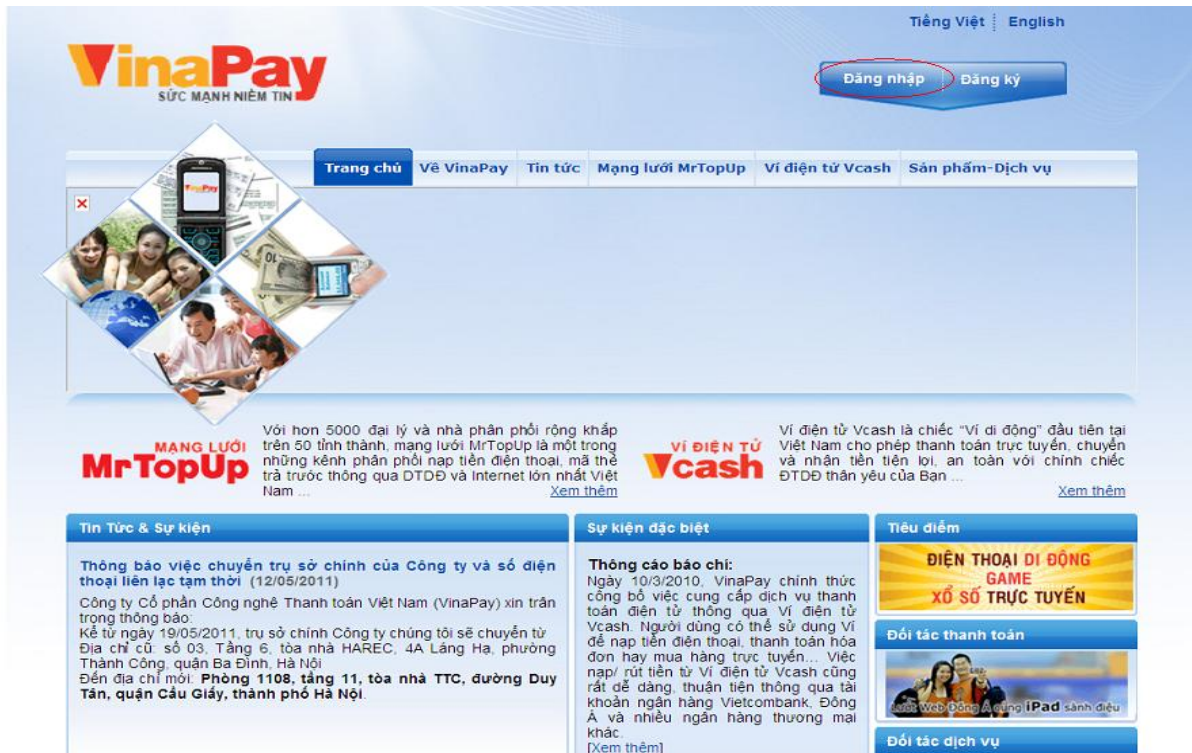 Tiếng Việt English
VinaPay
SỨC MẠNH NIỀM TIN
Đăng nhập Đăng ký
Trang chủ Về VinaPay Tin tức Mạng lưới MrTopUp Ví điện tử Vcash Sản phẩm-Dịch vụ
VinaPay
MẠNG LƯỚI
MrTopUp
Với hơn 5000 đại lý và nhà phân phối rộng khắp
trên 50 tỉnh thành, mạng lưới MrTopUp là một trong
những kênh phân phối nạp tiền điện thoại, mã thẻ
trả trước thông qua DTDĐ và Internet lớn nhất Việt
Nam ...
Xem thêm
VÍ ĐIỆN TỬ
Vcash
Ví điện tử Vcash là chiếc "Ví di động" đầu tiên tại
Việt Nam cho phép thanh toán trực tuyến, chuyển
và nhận tiền tiện lợi, an toàn với chính chiếc
ĐTDĐ thân yêu của Bạn ...
Xem thêm
Tin Tức & Sự kiện
Thông báo việc chuyển trụ sở chính của Công ty và số điện
thoại liên lạc tạm thời (12/05/2011)
Công ty Cổ phần Công nghệ Thanh toán Việt Nam (VinaPay) xin trân
trọng thông báo:
Kể từ ngày 19/05/2011, trụ sở chính Công ty chúng tôi sẽ chuyển từ
Địa chỉ cũ: số 03, Tầng 6, tòa nhà HAREC, 4A Láng Hạ, phường
Thành Công, quận Ba Đình, Hà Nội
Đến địa chỉ mới: Phòng 1108, tầng 11, tòa nhà TTC, đường Duy
Tân, quận Cầu Giấy, thành phố Hà Nội.
Sự kiện đặc biệt
Thông cáo báo chí:
Ngày 10/3/2010, VinaPay chính thức
công bố việc cung cấp dịch vụ thanh
toán điện tử thông qua Ví điện tử
Vcash. Người dùng có thể sử dụng Ví
để nạp tiền điện thoại, thanh toán hóa
đơn hay mua hàng trực tuyến... Việc
nạp/ rút tiền từ Ví điện tử Vcash cũng
rất dễ dàng, thuận tiện thông qua tài
khoản ngân hàng Vietcombank, Đông
Á và nhiều ngân hàng thương mại
khác.
[Xem thêm]
Tiêu điểm
ĐIỆN THOẠI DI ĐỘNG
GAME
XỔ SỐ TRỰC TUYẾN
Đối tác thanh toán
Lướt Web Đông Á cùng iPad sành điệu
Đối tác dịch vụ